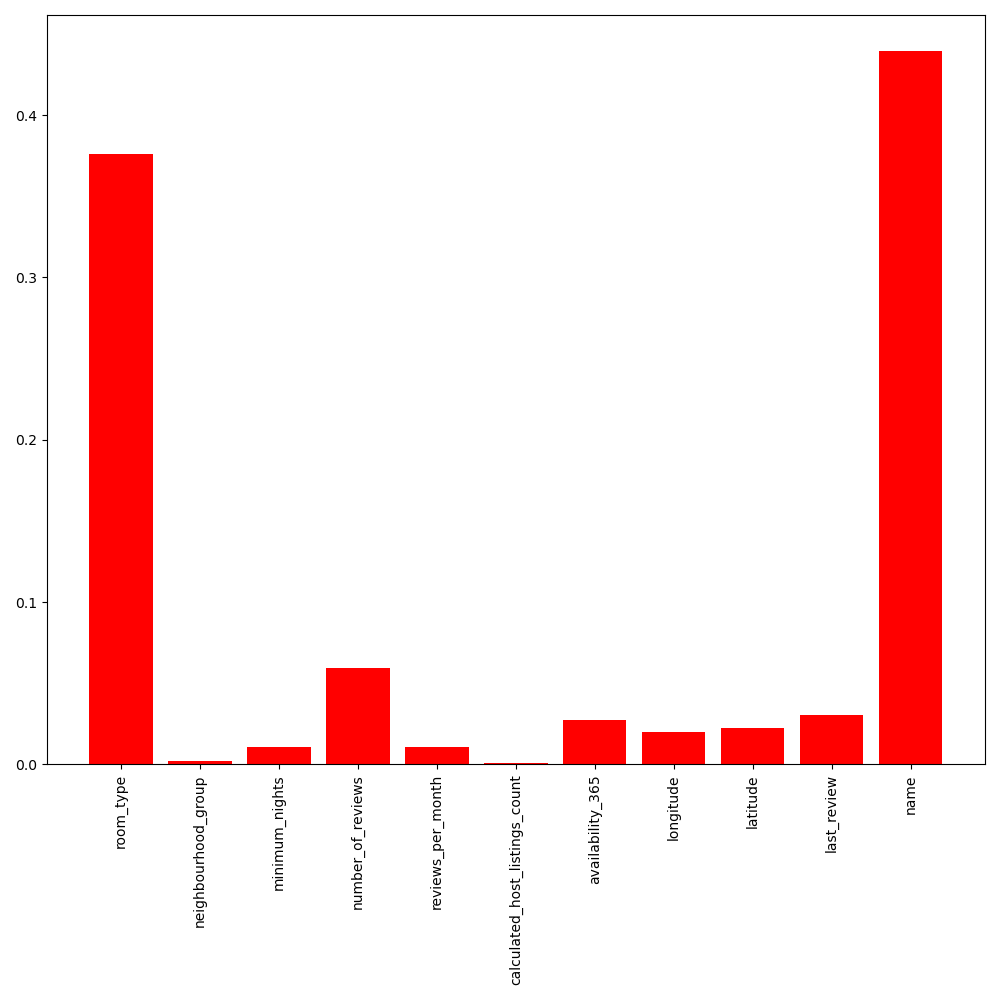 0.4
0.3
0.2
0.1
0.0
room_type
neighbourhood_group
minimum_nights
number_of_reviews
reviews_per_month
calculated_host_listings_count
availability_365
longitude
latitude
last_review
name